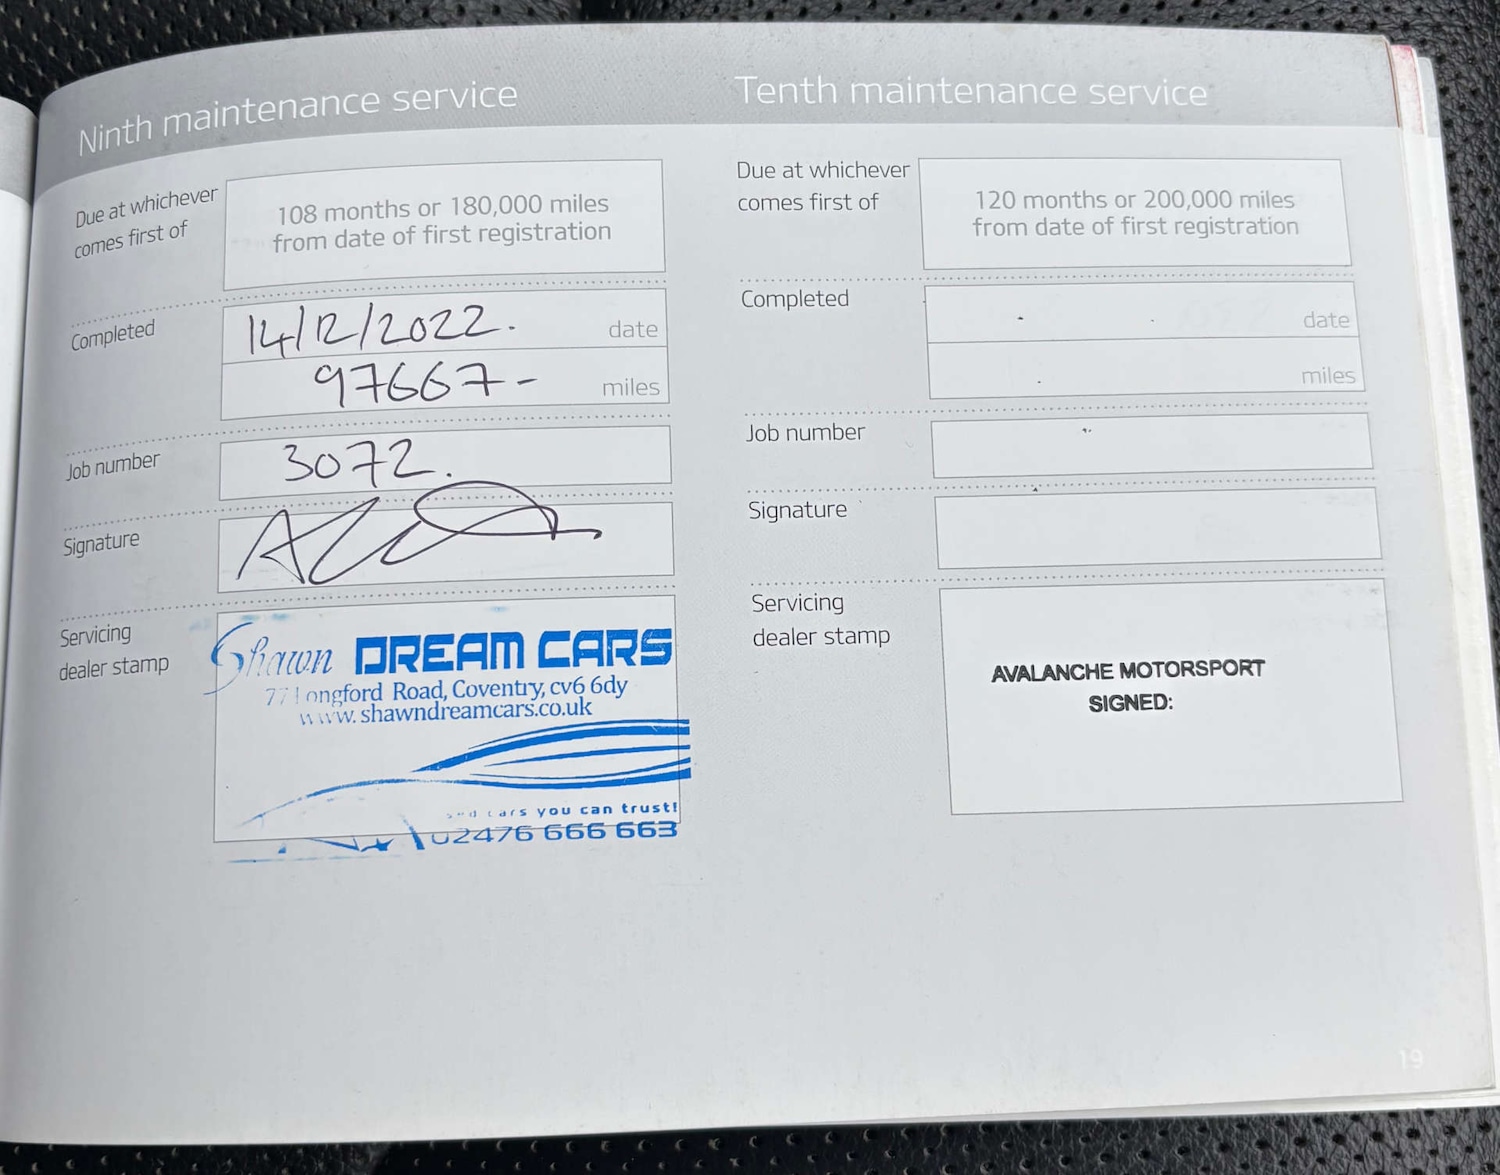 Ninth maintenance service
Due at whichever
comes first of
108 months or 180,000 miles
from date of first registration
Completed
14/12/2022. date
97667- miles
Job number
3072.
Signature
Servicing
dealer stamp
Shawn DREAM CARS
77 Longford Road, Coventry, cv6 6dy
www.shawndreamcars.co.uk
cars you can trust!
02476 666 663
Tenth maintenance service
Due at whichever
comes first of
120 months or 200,000 miles
from date of first registration
Completed
date
miles
Job number
Signature
Servicing
dealer stamp
AVALANCHE MOTORSPORT
SIGNED:
19